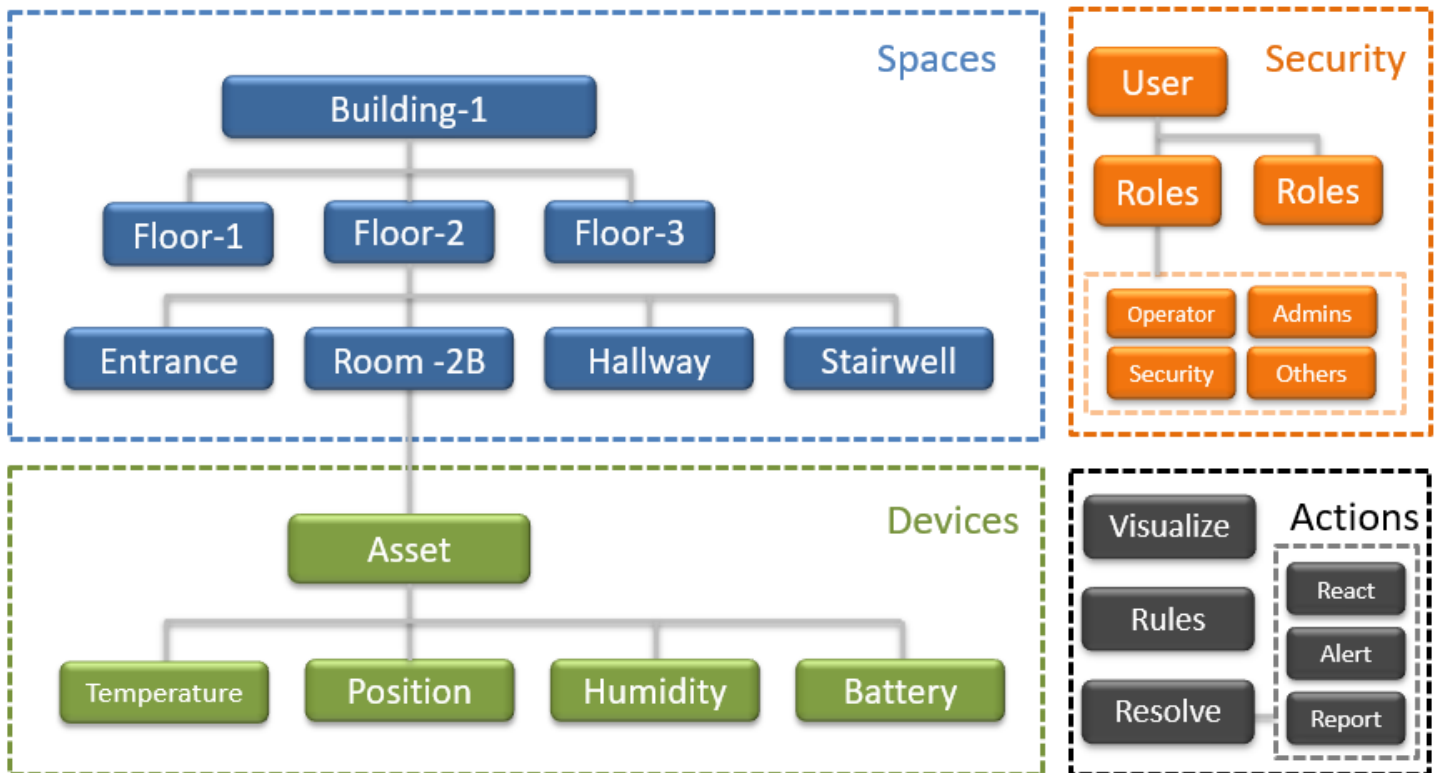 Spaces
Building-1
Floor-1
Floor-2
Floor-3
Entrance
Room -2B
Hallway
Stairwell
Security
User
Roles
Roles
Operator
Admins
Security
Others
Devices
Asset
Temperature
Position
Humidity
Battery
Actions
Visualize
Rules
Resolve
React
Alert
Report